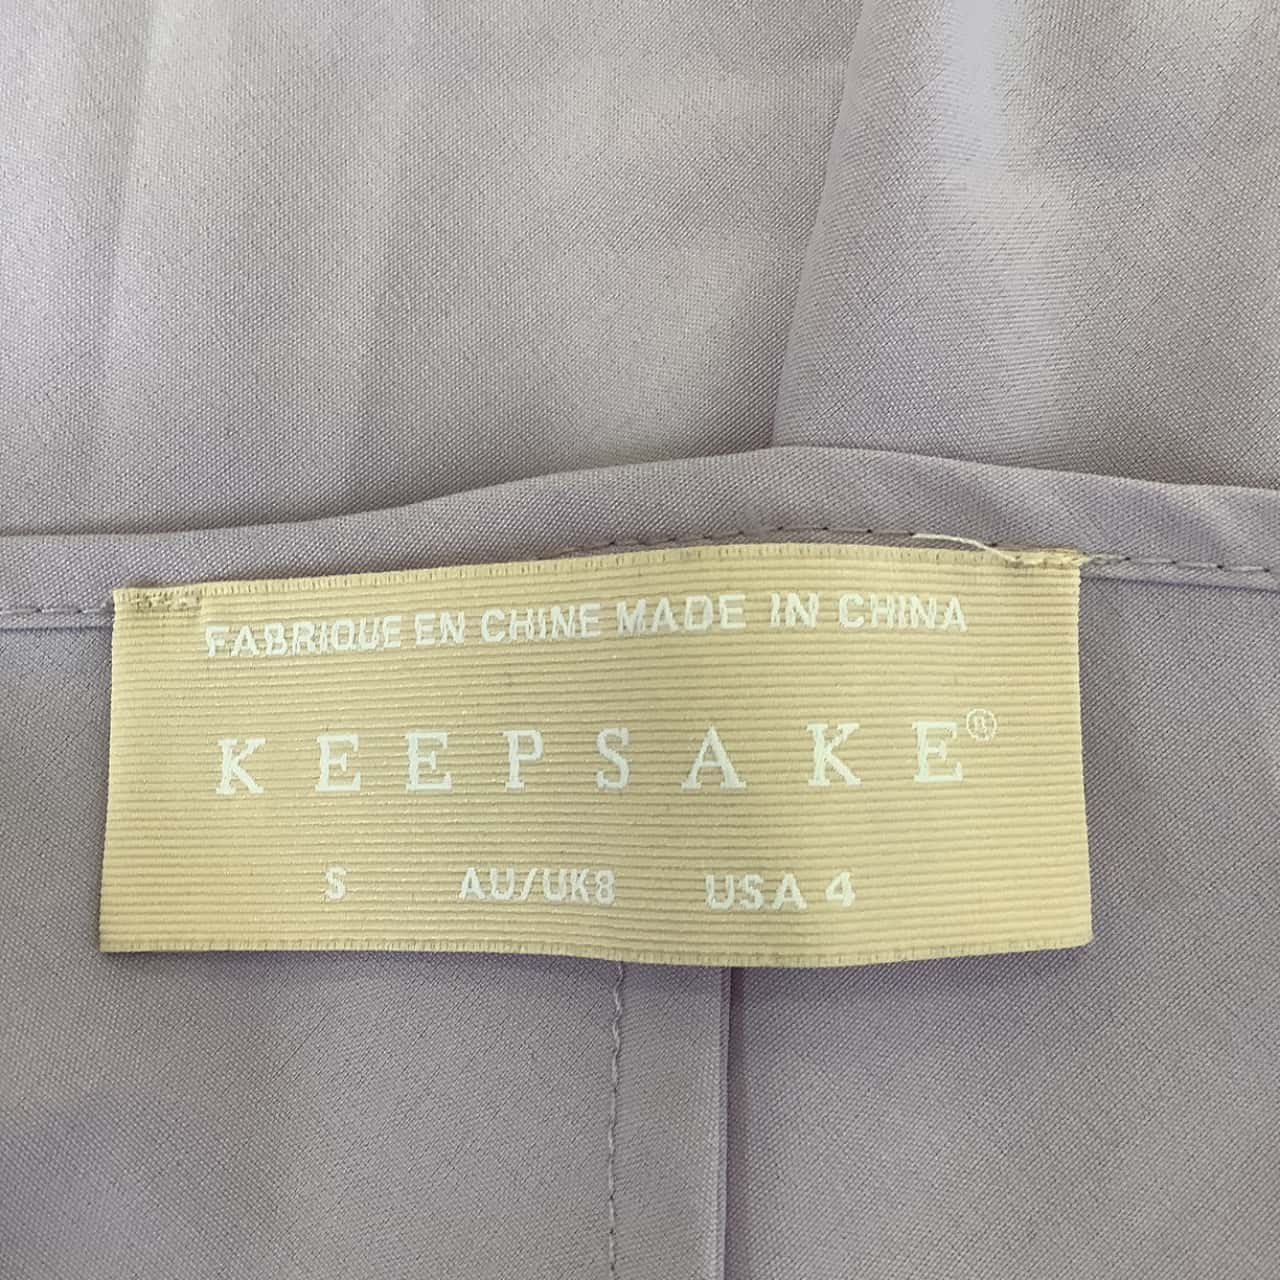 FABRIQUE EN CHINE MADE IN CHINA
KEEPSAKE®
S AU/UK8 USA 4